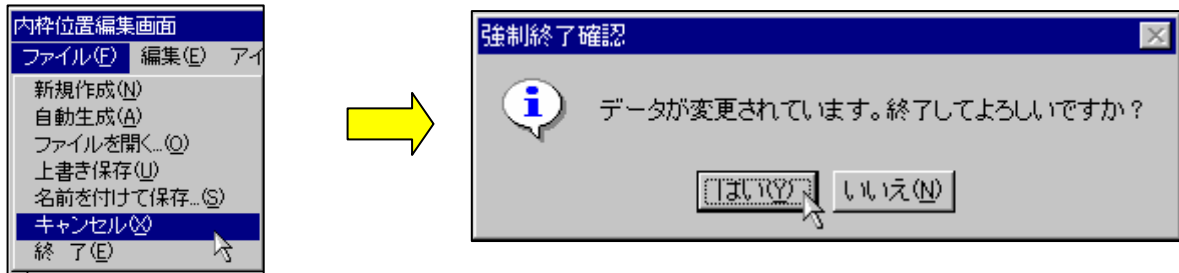 内枠位置編集画面
ファイル(F) 編集(E) アイ
新規作成(N)
自動生成(A)
ファイルを開く...(O)
上書き保存(U)
名前を付けて保存...(S)
キャンセル(X)
終 了(E)
強制終了確認
データが変更されています。終了してよろしいですか？
はい(Y) いいえ(N)